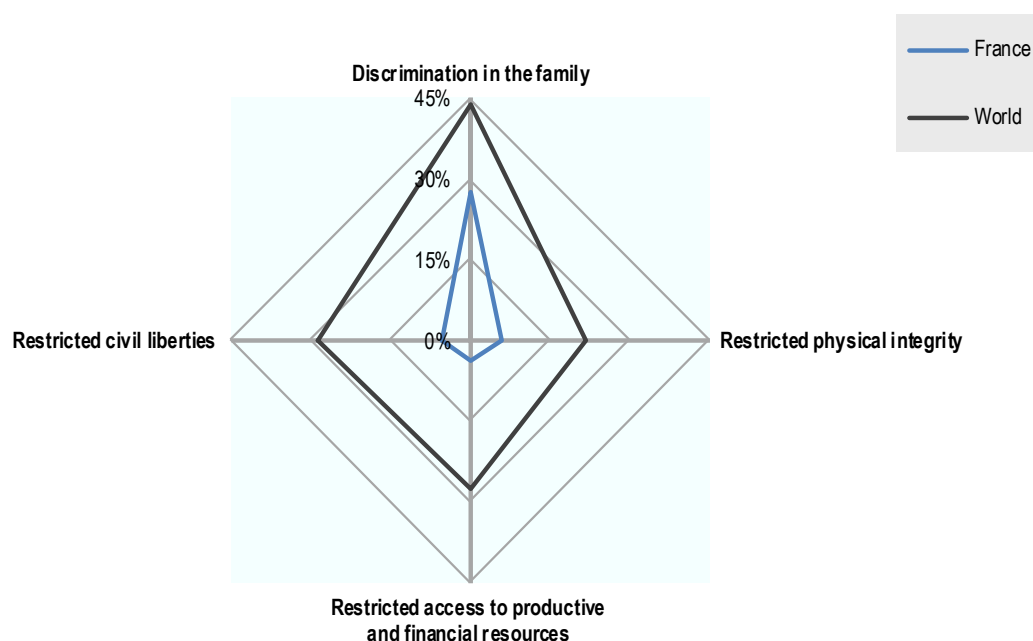 France
World
Discrimination in the family
45%
30%
15%
0%
Restricted civil liberties
Restricted physical integrity
Restricted access to productive
and financial resources